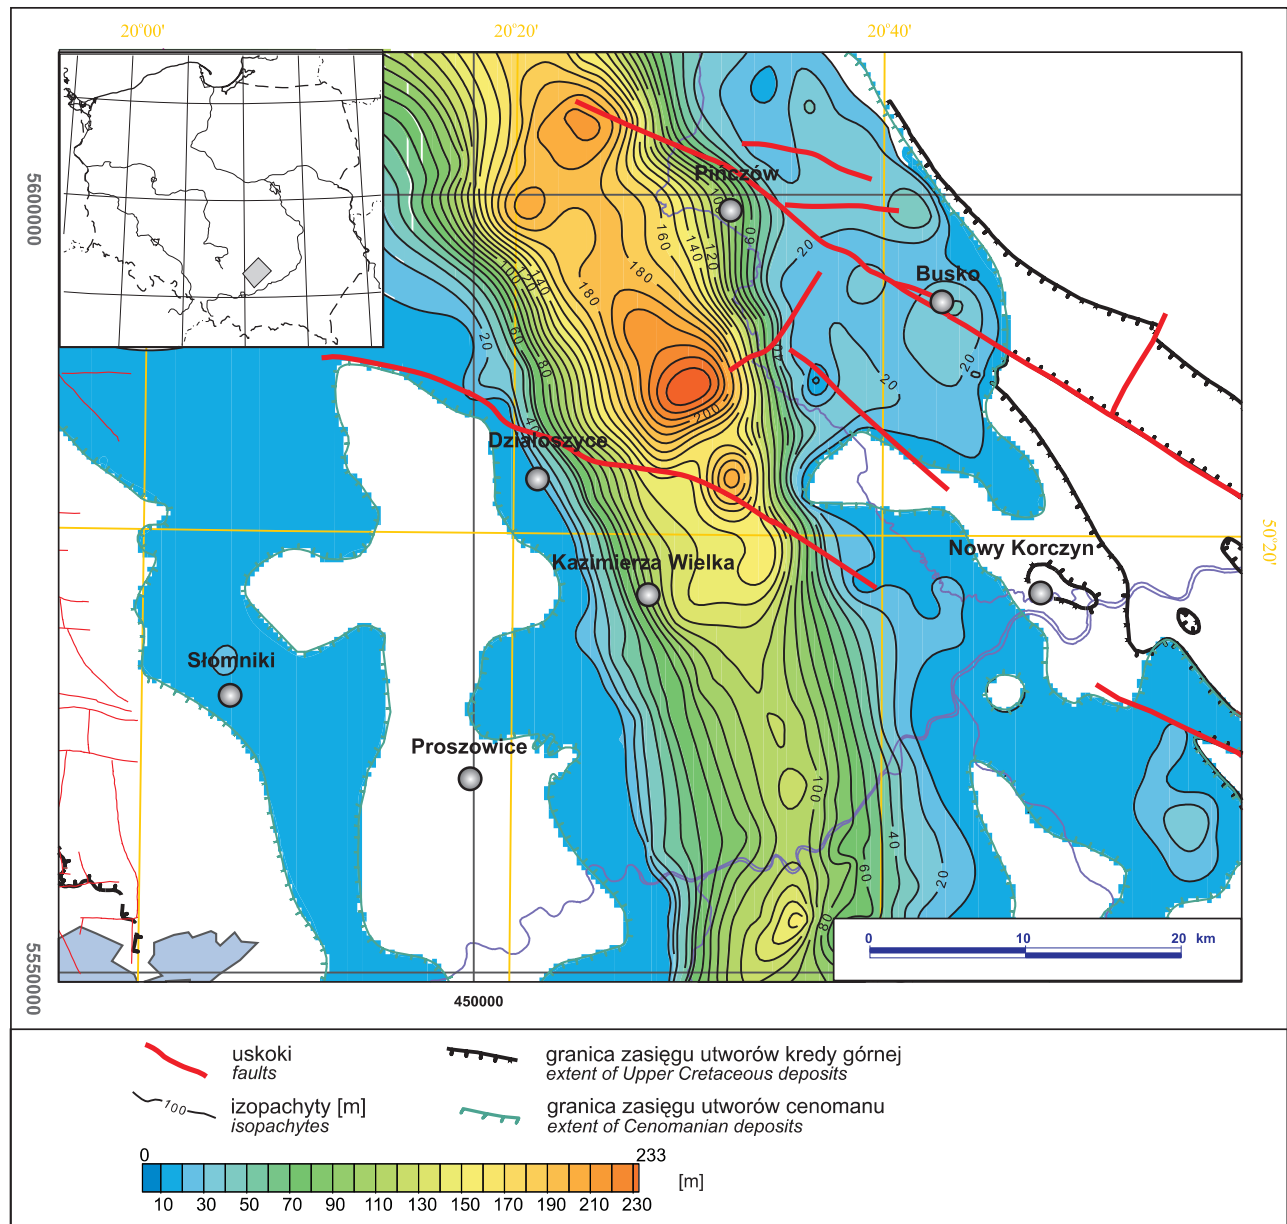 20°00'
20°20'
20°40'
5600000
Pińczów
100
60
160
140
120
20
180
100
120
140
180
Busko
60
20
80
40
20
20
200
40
Działoszyce
50°20'
Nowy Korczyn
Kazimierza Wielka
Słomniki
Proszowice
100
40
60
20
80
0 10 20 km
5550000
450000
uskoki
faults
granica zasięgu utworów kredy górnej
extent of Upper Cretaceous deposits
100
izopachyty [m]
isopachytes
granica zasięgu utworów cenomanu
extent of Cenomanian deposits
0 233
[m]
10 30 50 70 90 110 130 150 170 190 210 230